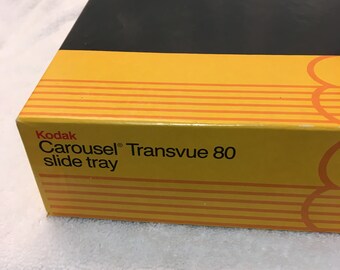 Kodak
Carousel® Transvue 80
slide tray